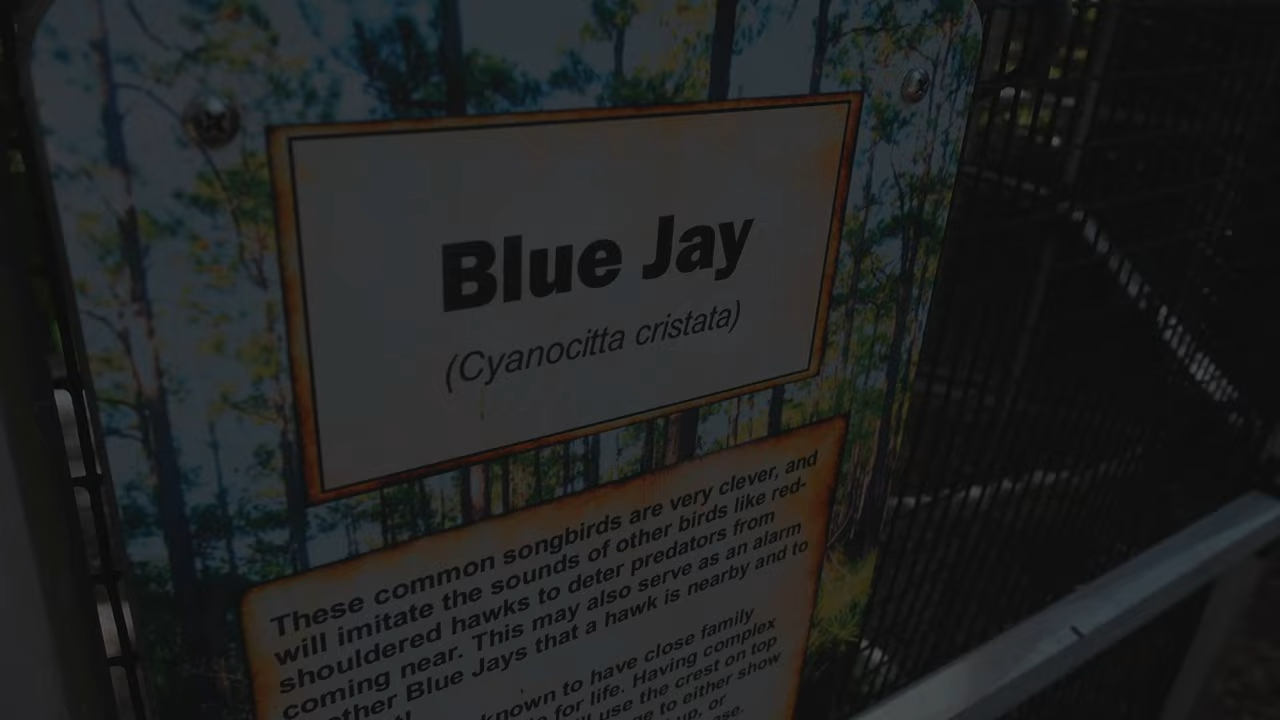 Blue Jay
(Cyanocitta cristata)
These common songbirds are very clever, and
will imitate the sounds of other birds like red-
shouldered hawks to deter predators from
coming near. This may also serve as an alarm
other Blue Jays that a hawk is nearby and to
known to have close family
for life. Having complex
use the crest on top
to either show
up, or